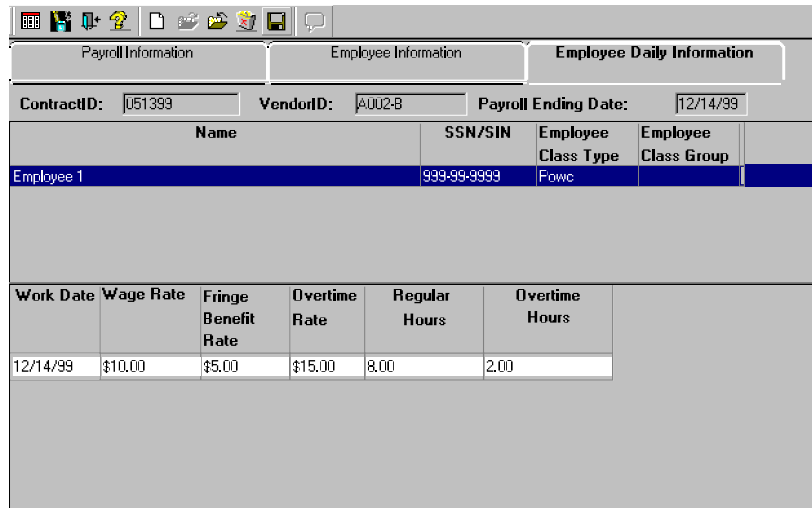 Payroll Information Employee Information Employee Daily Information
ContractID: 051399 VendorID: A002-B Payroll Ending Date: 12/14/99
Name SSN/SIN Employee Class Type Employee Class Group
Employee 1 999-99-9999 Powc
Work Date Wage Rate Fringe Benefit Rate Overtime Rate Regular Hours Overtime Hours
12/14/99 $10.00 $5.00 $15.00 8.00 2.00